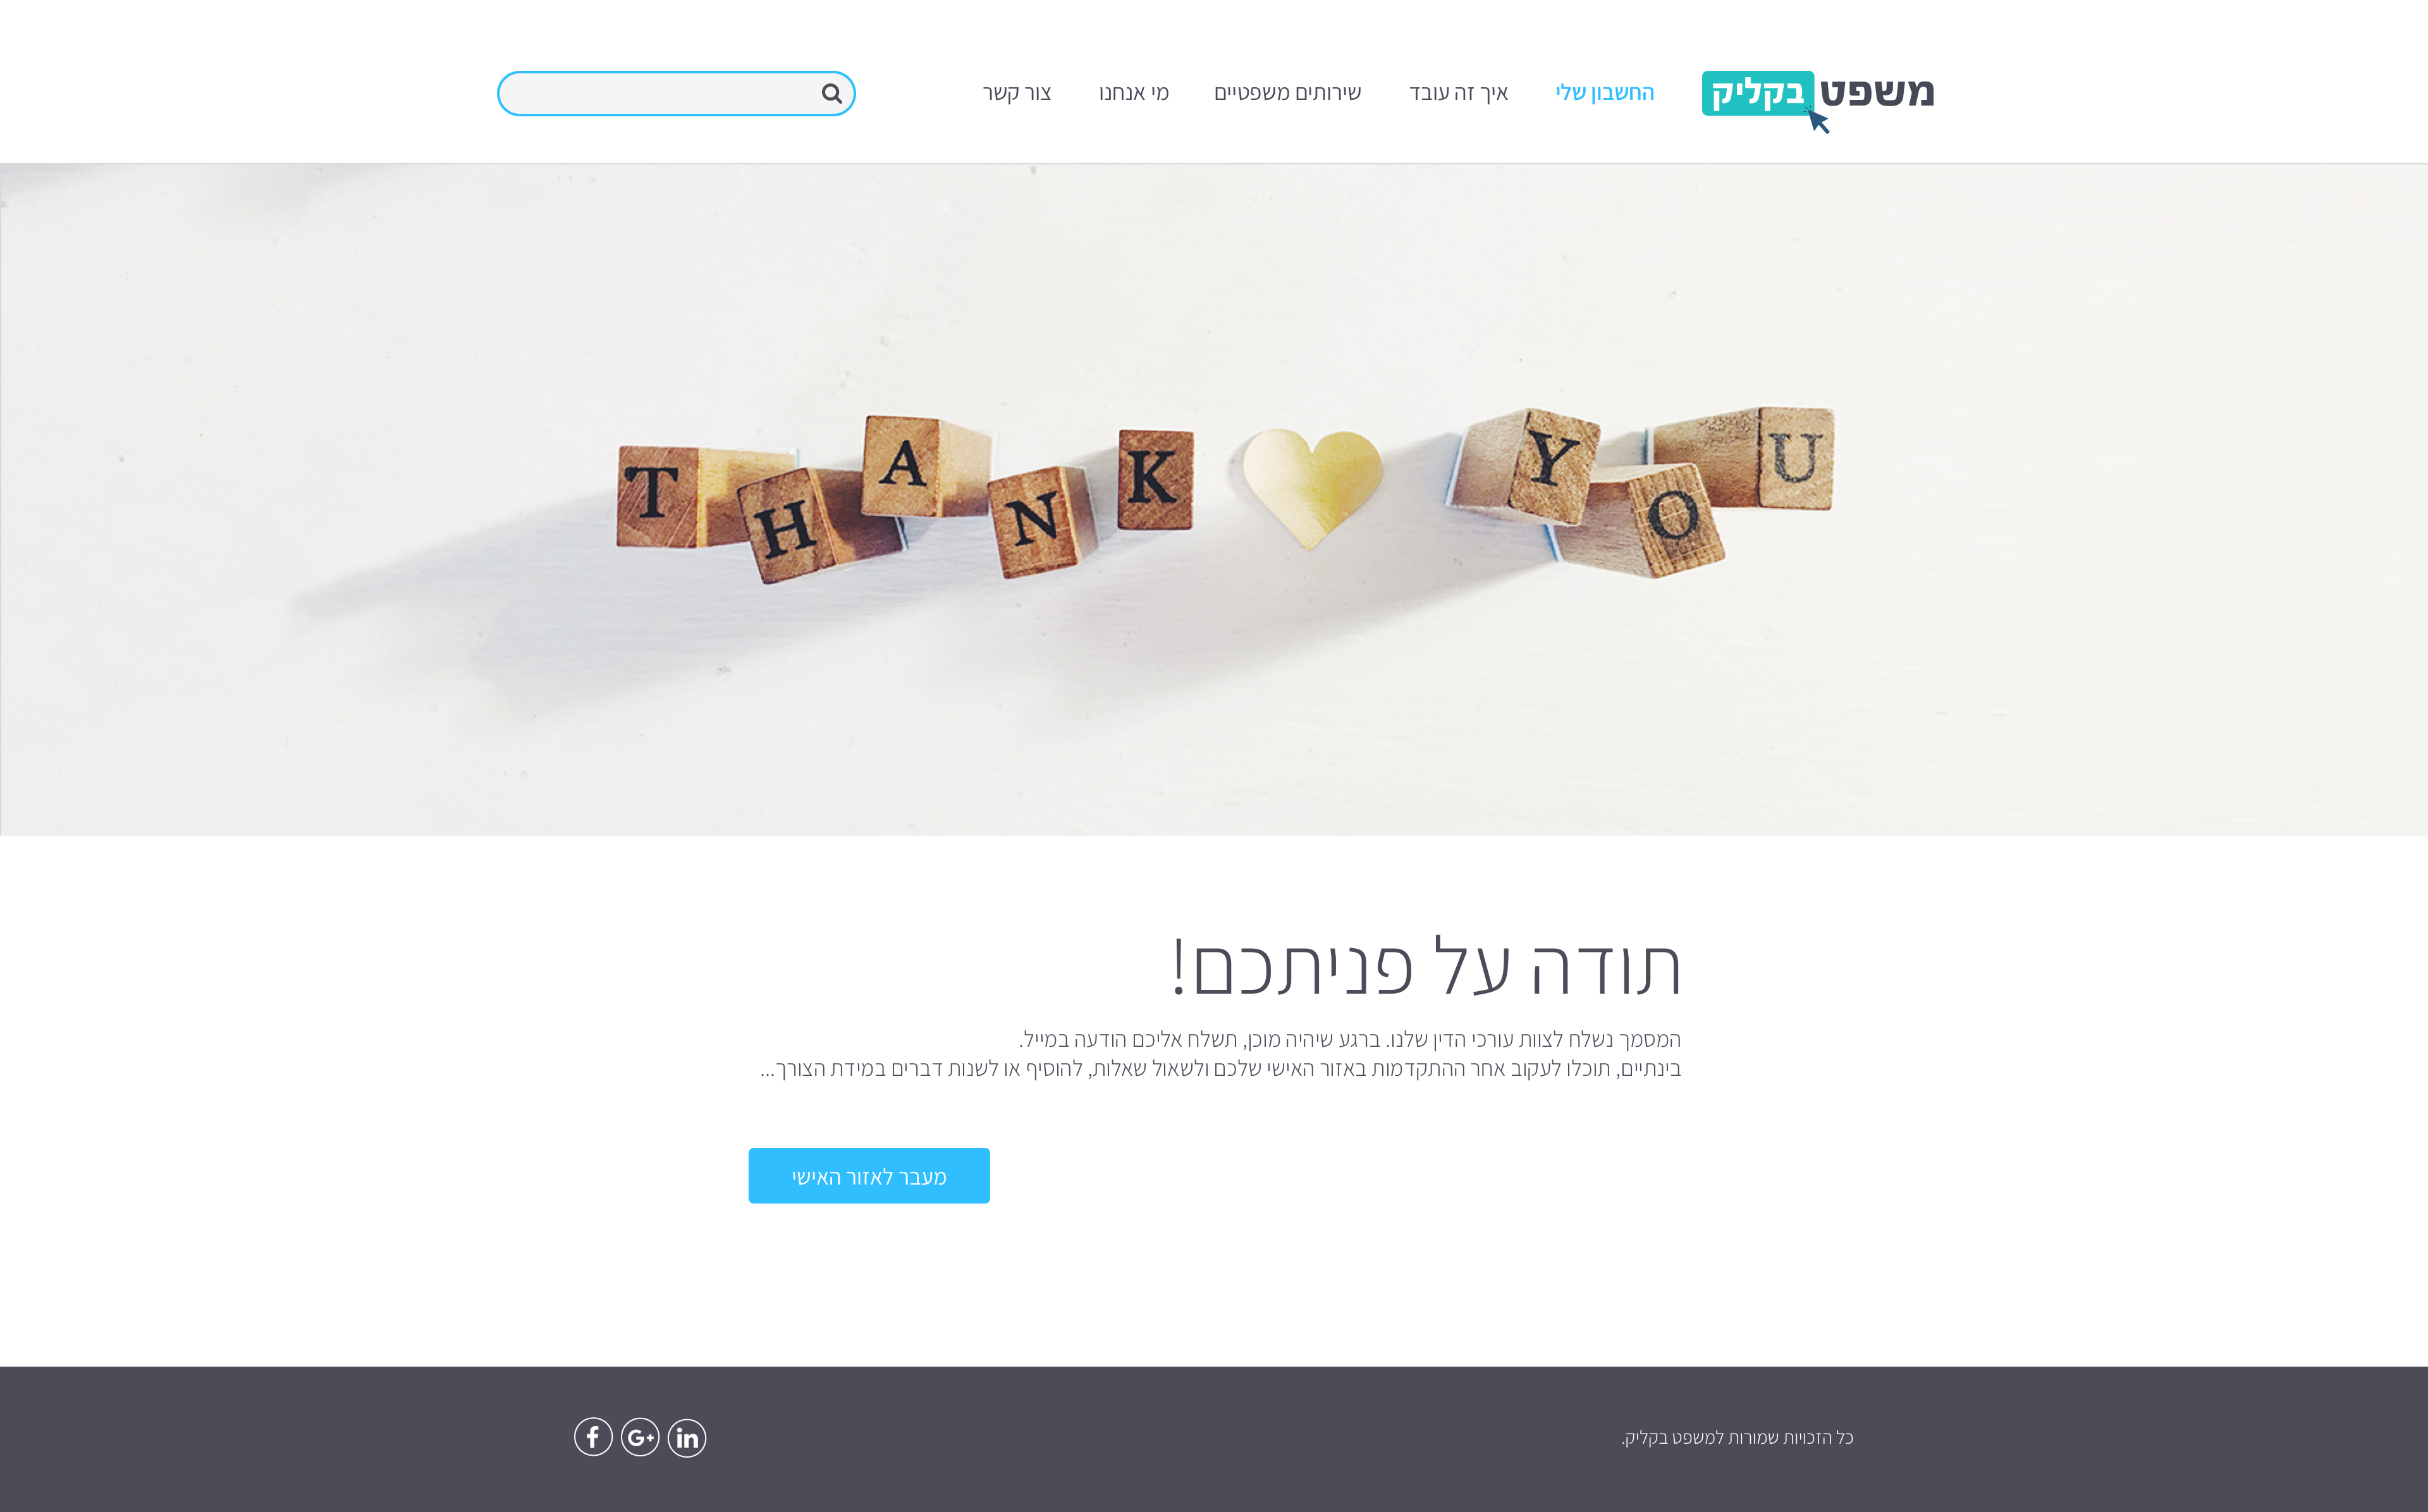 משפט בקליק
החשבון שלי
איך זה עובד
שירותים משפטיים
מי אנחנו
צור קשר
THANK YOU
תודה על פניתכם!
המסמך נשלח לצוות עורכי הדין שלנו. ברגע שיהיה מוכן, תשלח אליכם הודעה במייל.
בינתיים, תוכלו לעקוב אחר ההתקדמות באזור האישי שלכם ולשאול שאלות, להוסיף או לשנות דברים במידת הצורך...
מעבר לאזור האישי
כל הזכויות שמורות למשפט בקליק.
f G+ in